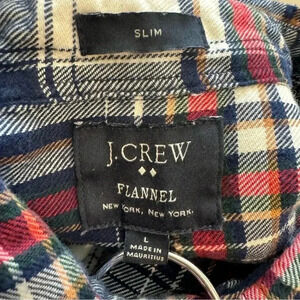 SLIM
J.CREW
FLANNEL
NEW YORK, NEW YORK.
L
MADE IN
MAURITIUS